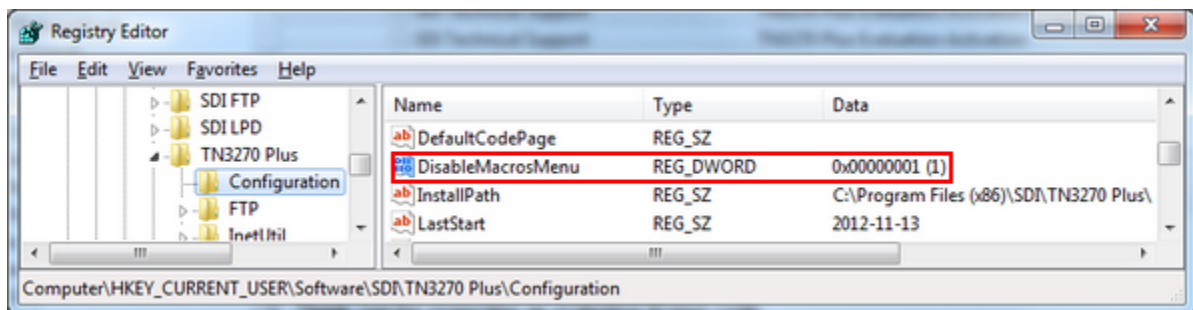 Registry Editor
File Edit View Favorites Help
SDI FTP
SDI LPD
TN3270 Plus
Configuration
FTP
InetUtil
Name Type Data
DefaultCodePage REG_SZ
DisableMacrosMenu REG_DWORD 0x00000001 (1)
InstallPath REG_SZ C:\Program Files (x86)\SDI\TN3270 Plus\
LastStart REG_SZ 2012-11-13
Computer\HKEY_CURRENT_USER\Software\SDI\TN3270 Plus\Configuration